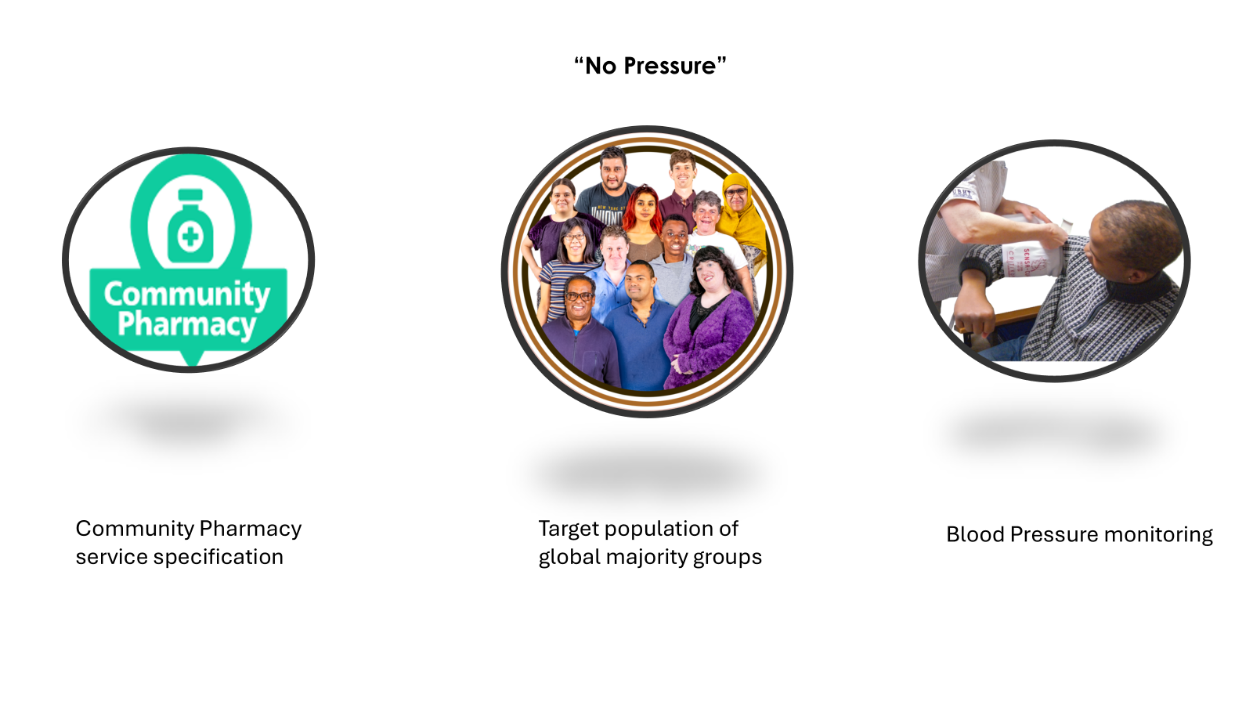 “No Pressure”
Community
Pharmacy
Community Pharmacy
service specification
Target population of
global majority groups
Blood Pressure monitoring